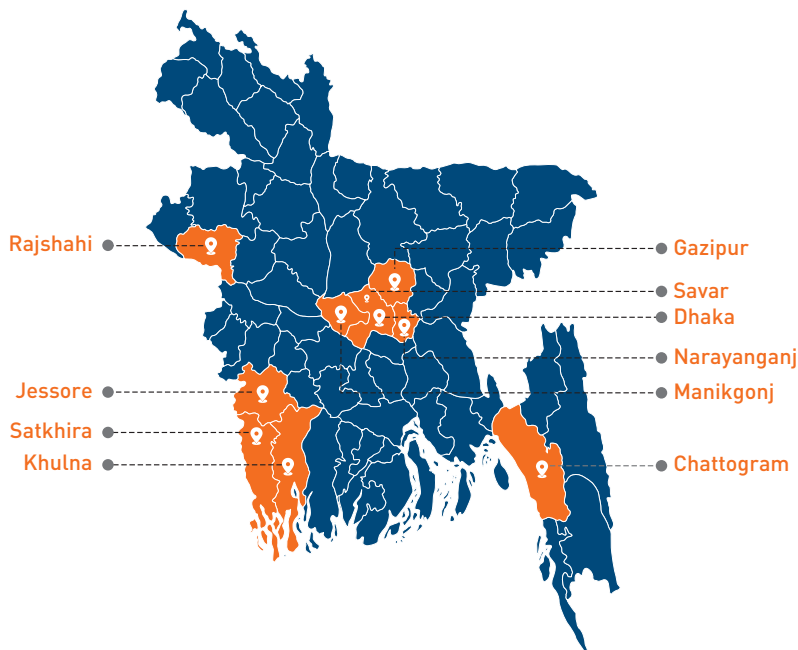 Rajshahi
Jessore
Satkhira
Khulna
Gazipur
Savar
Dhaka
Narayanganj
Manikgonj
Chattogram